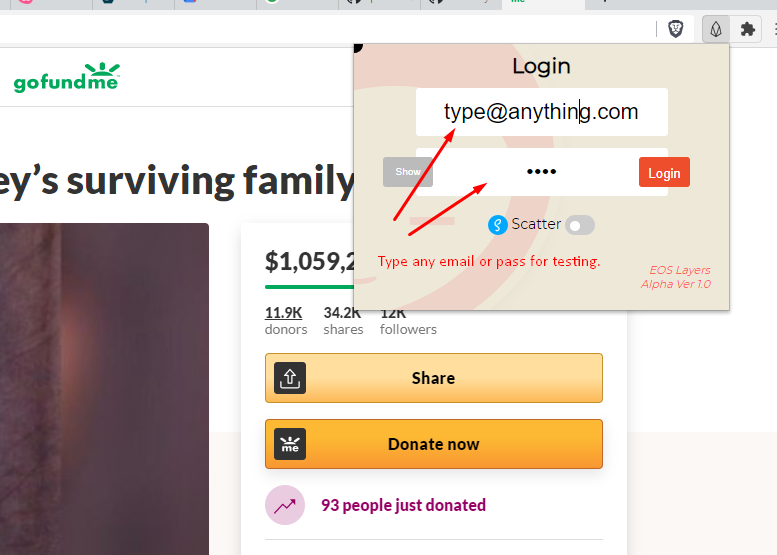 me
Login
gofundme
type@anything.com
Show
••••
Login
ey’s surviving family
Scatter
$1,059,2
Type any email or pass for testing.
EOS Layers
Alpha Ver 1.0
11.9K 34.2K 12K
donors shares followers
Share
me Donate now
93 people just donated